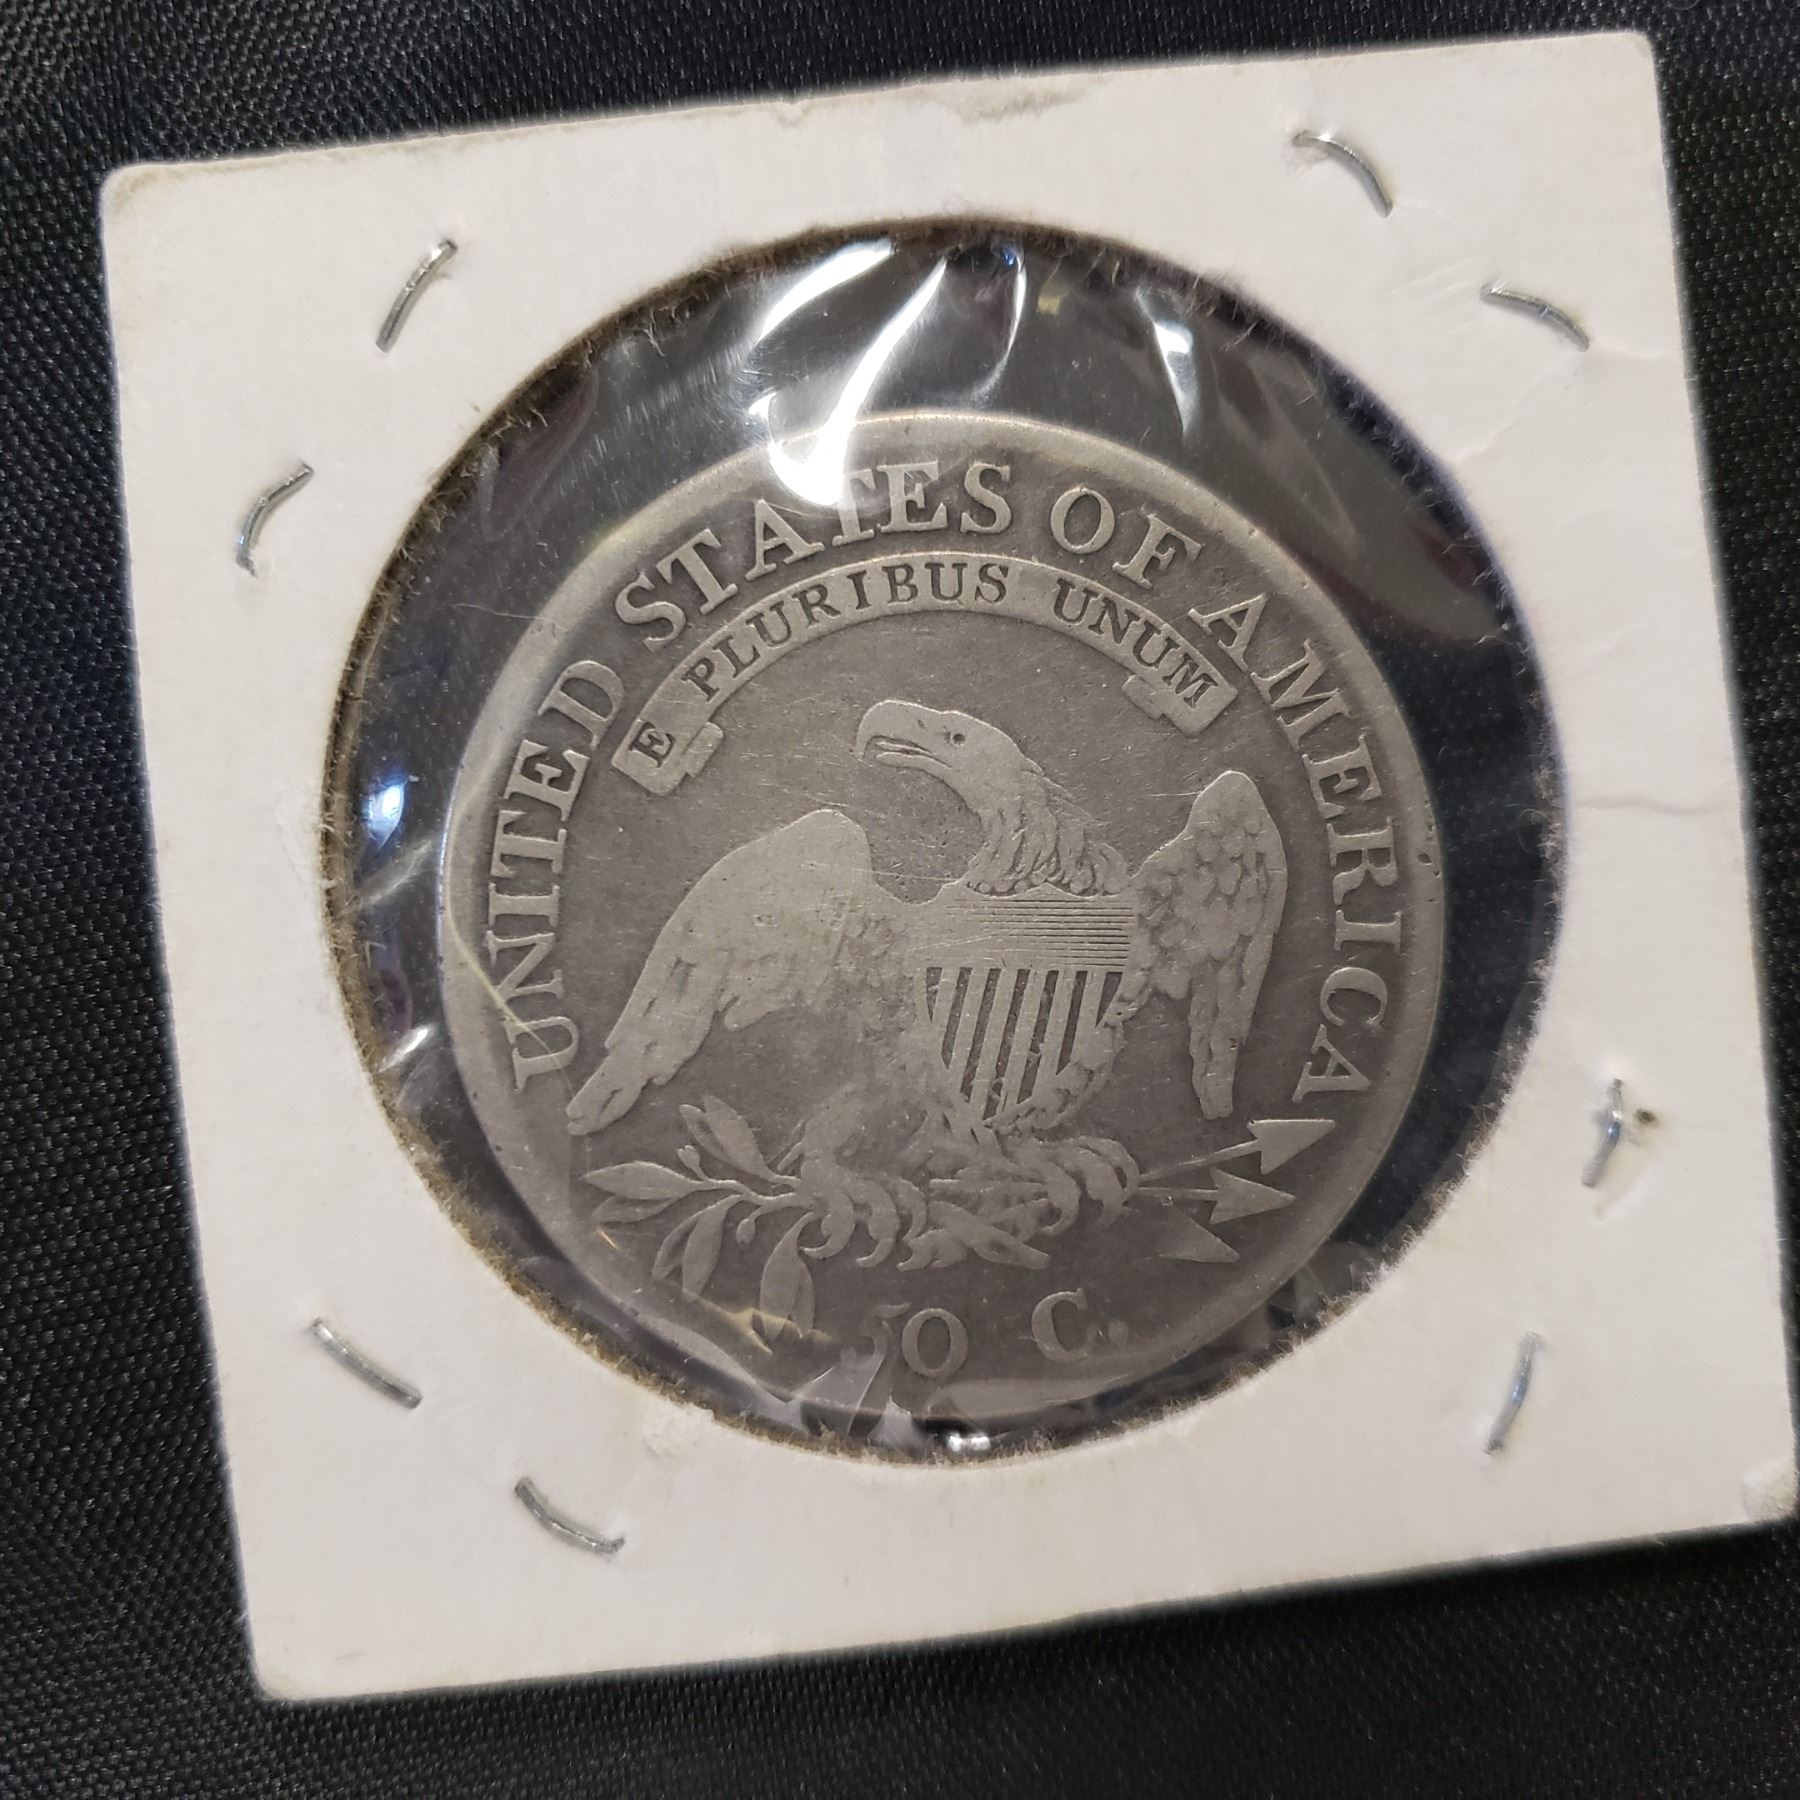 UNITED STATES OF AMERICA
E PLURIBUS UNUM
50 C.